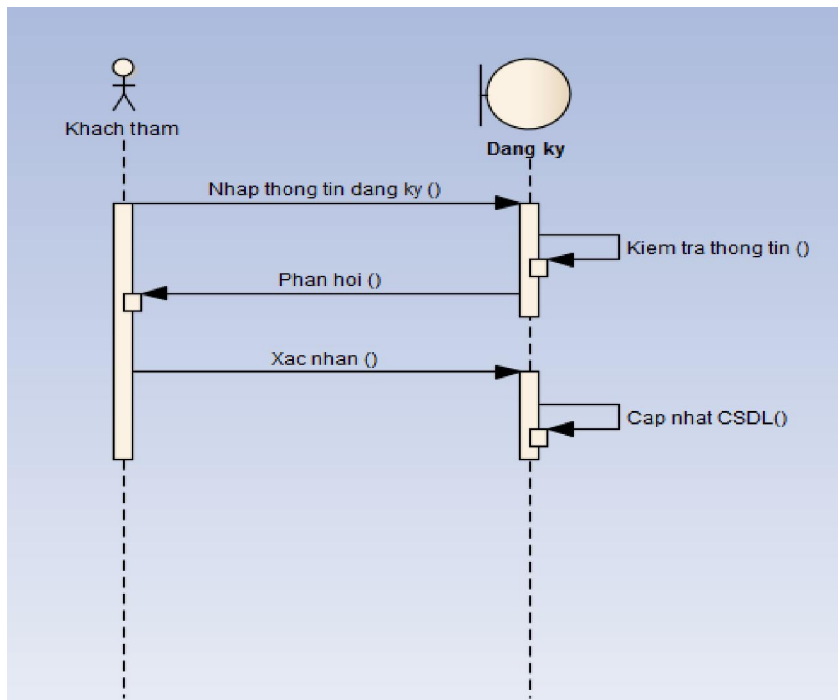 Khach tham
Dang ky
Nhap thong tin dang ky ()
Kiem tra thong tin ()
Phan hoi ()
Xac nhan ()
Cap nhat CSDL()